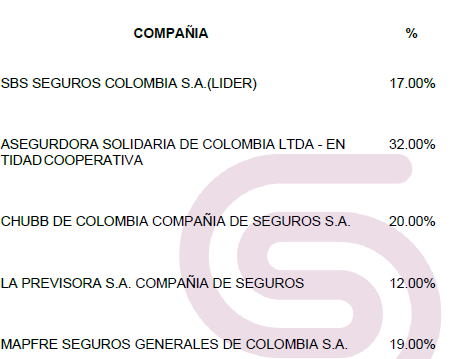 COMPAÑIA %
SBS SEGUROS COLOMBIA S.A.(LIDER) 17.00%
ASEGURDORA SOLIDARIA DE COLOMBIA LTDA - EN 32.00%
TIDAD COOPERATIVA
CHUBB DE COLOMBIA COMPAÑIA DE SEGUROS S.A. 20.00%
LA PREVISORA S.A. COMPAÑIA DE SEGUROS 12.00%
MAPFRE SEGUROS GENERALES DE COLOMBIA S.A. 19.00%